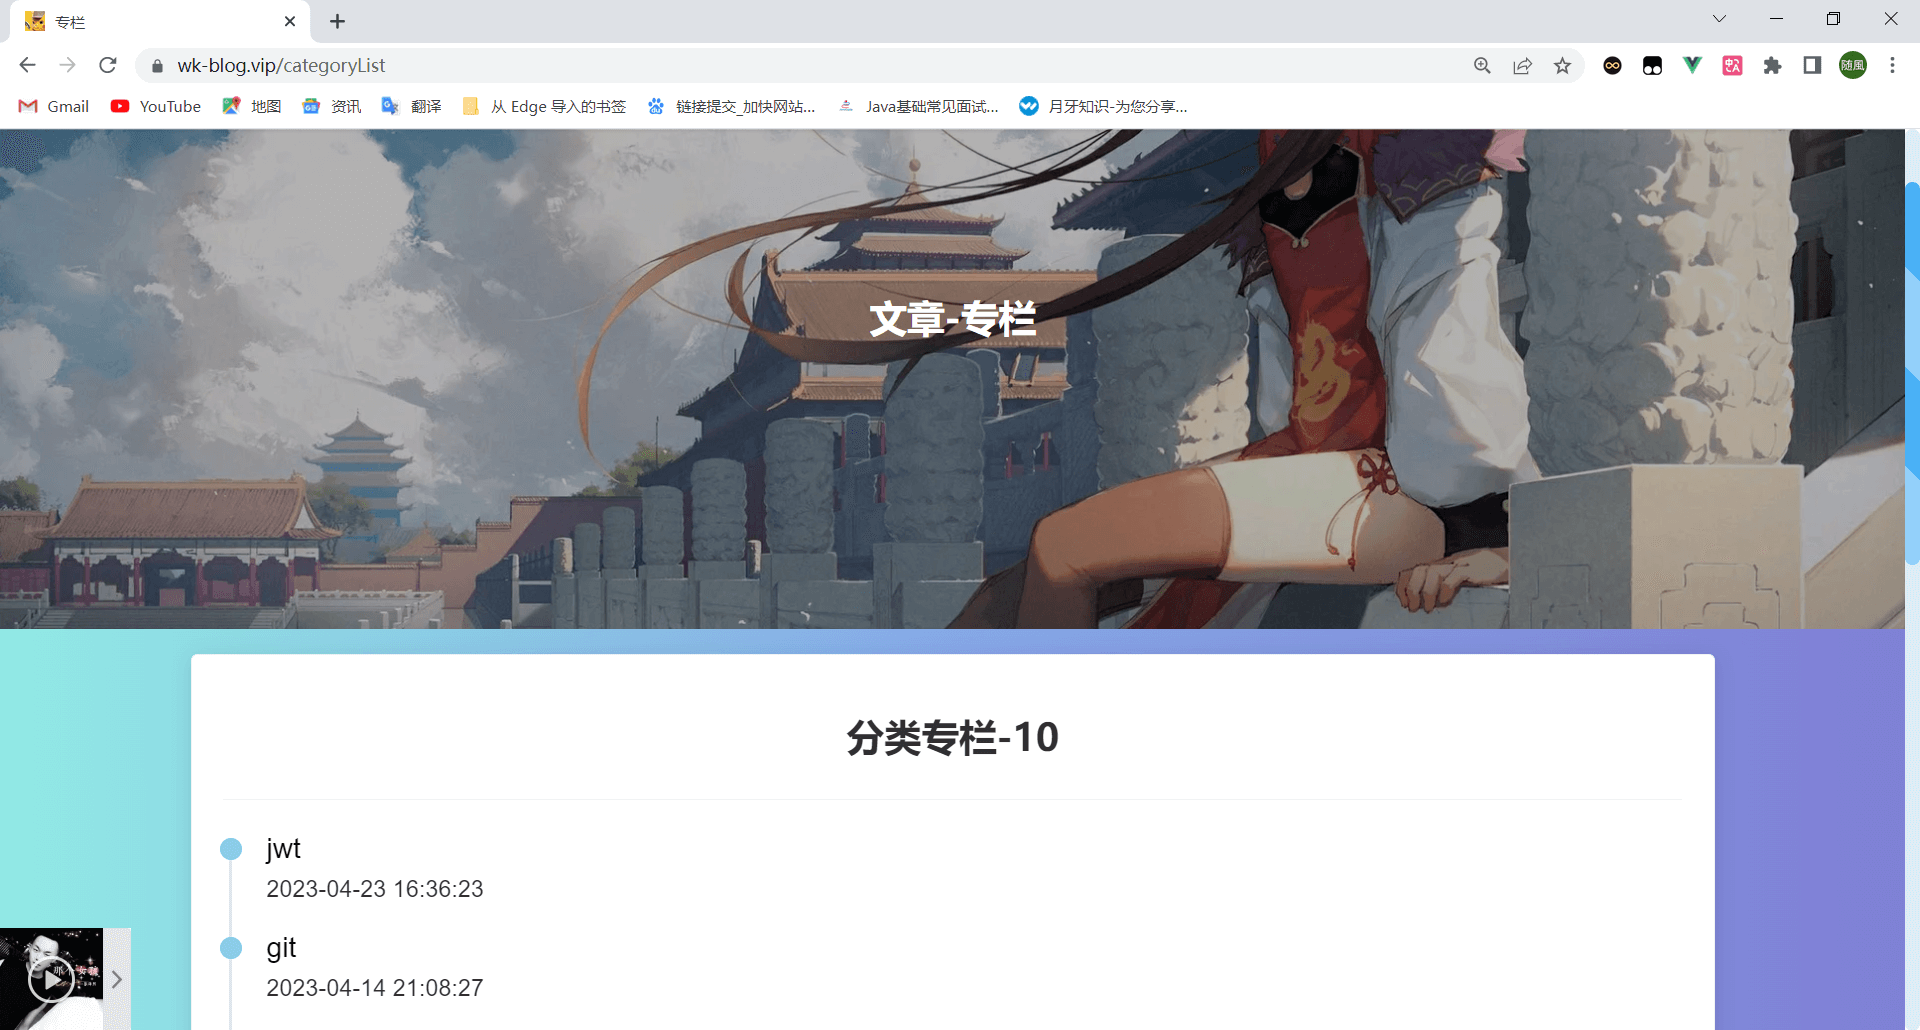 专栏
wk-blog.vip/categoryList
随風
Gmail
YouTube
地图
资讯
翻译
从 Edge 导入的书签
链接提交_加快网站...
Java基础常见面试...
月牙知识-为您分享...
文章-专栏
分类专栏-10
jwt
2023-04-23 16:36:23
git
2023-04-14 21:08:27